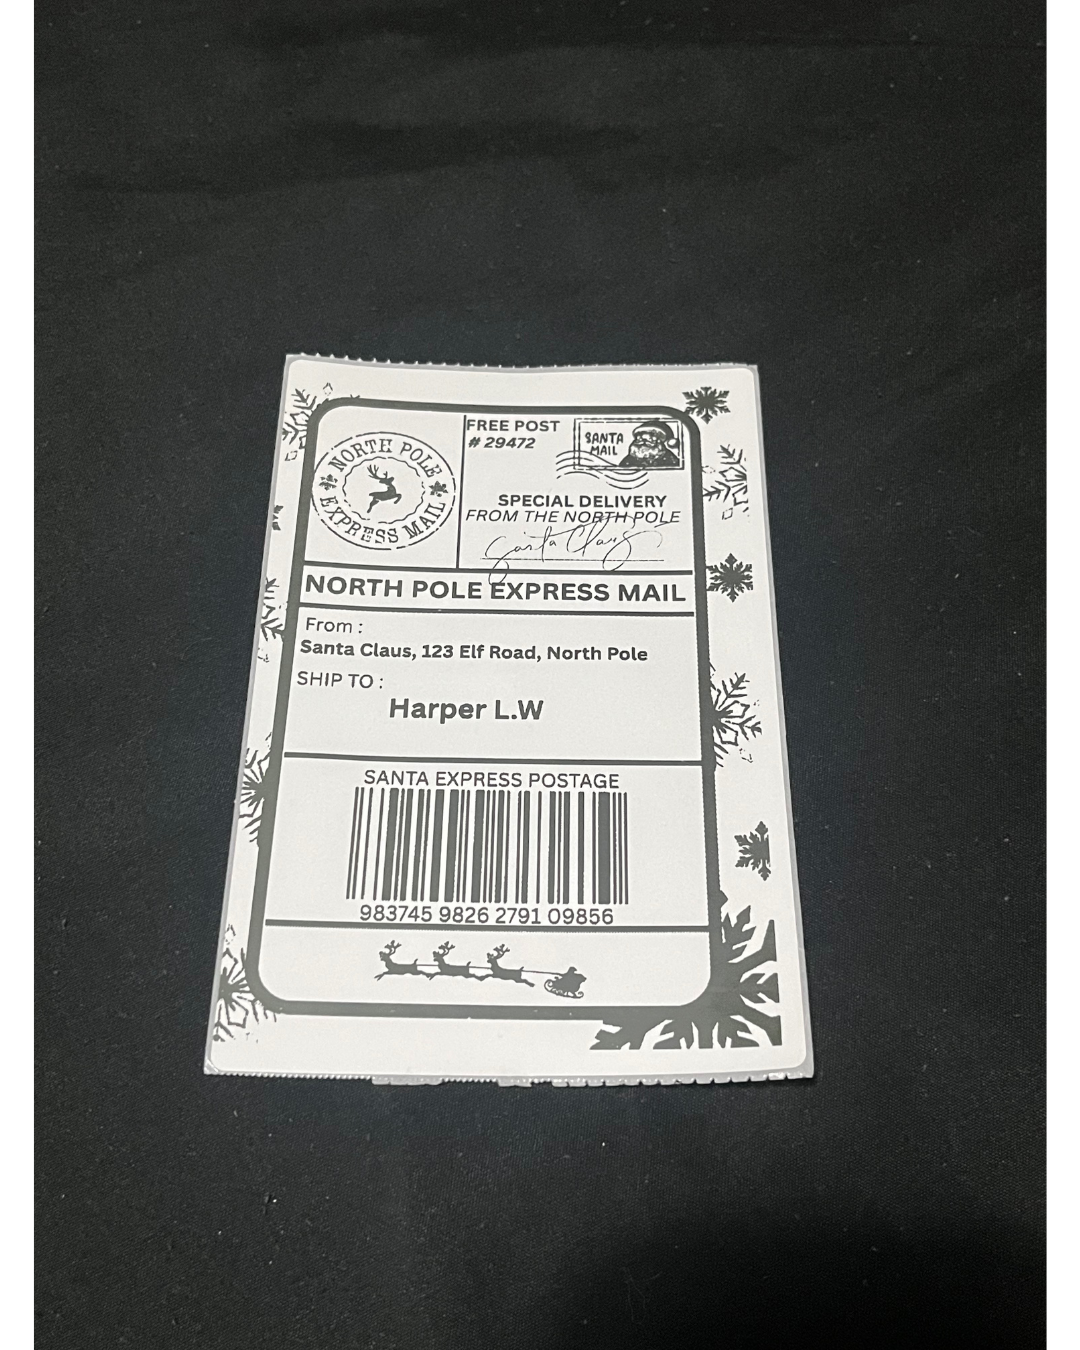 NORTH POLE
EXPRESS MAIL
FREE POST
# 29472
SANTA
MAIL
SPECIAL DELIVERY
FROM THE NORTH POLE
Santa Claus
NORTH POLE EXPRESS MAIL
From :
Santa Claus, 123 Elf Road, North Pole
SHIP TO :
Harper L.W
SANTA EXPRESS POSTAGE
983745 9826 2791 09856